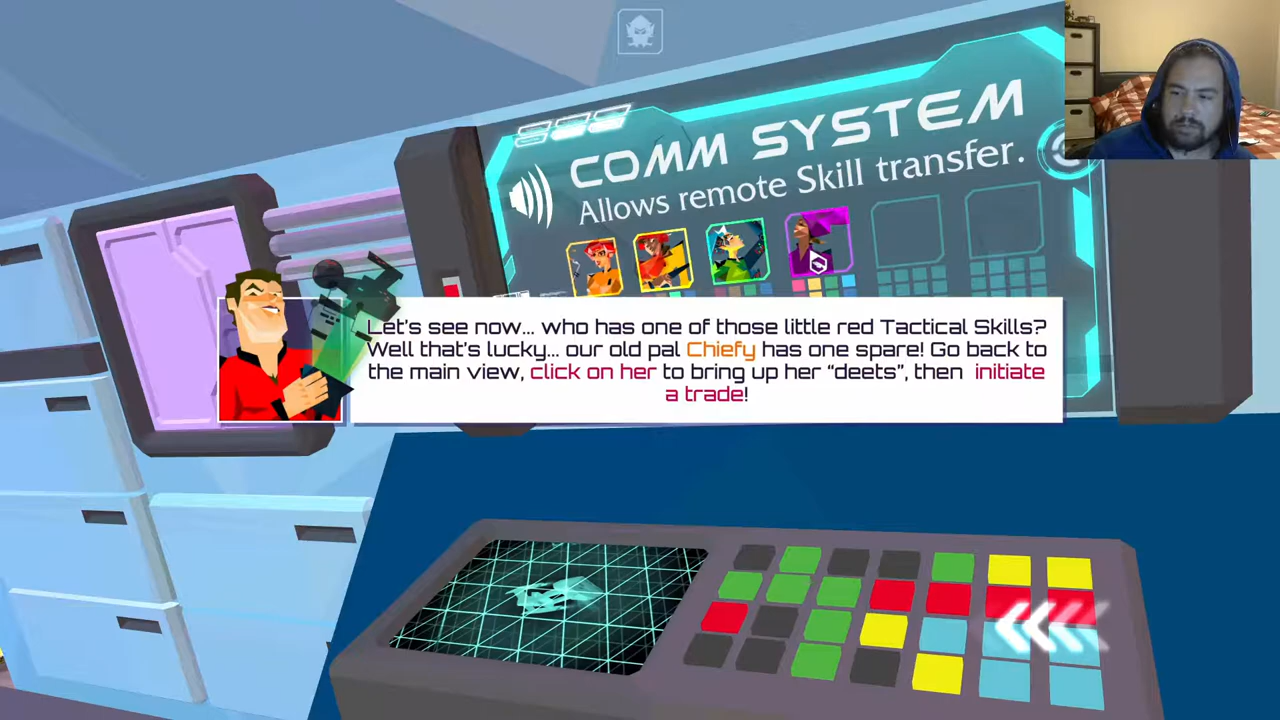 COMM SYSTEM
Allows remote Skill transfer.
Let's see now... who has one of those little red Tactical Skills?
Well that's lucky... our old pal Chiefy has one spare! Go back to
the main view, click on her to bring up her “deets”, then initiate
a trade!